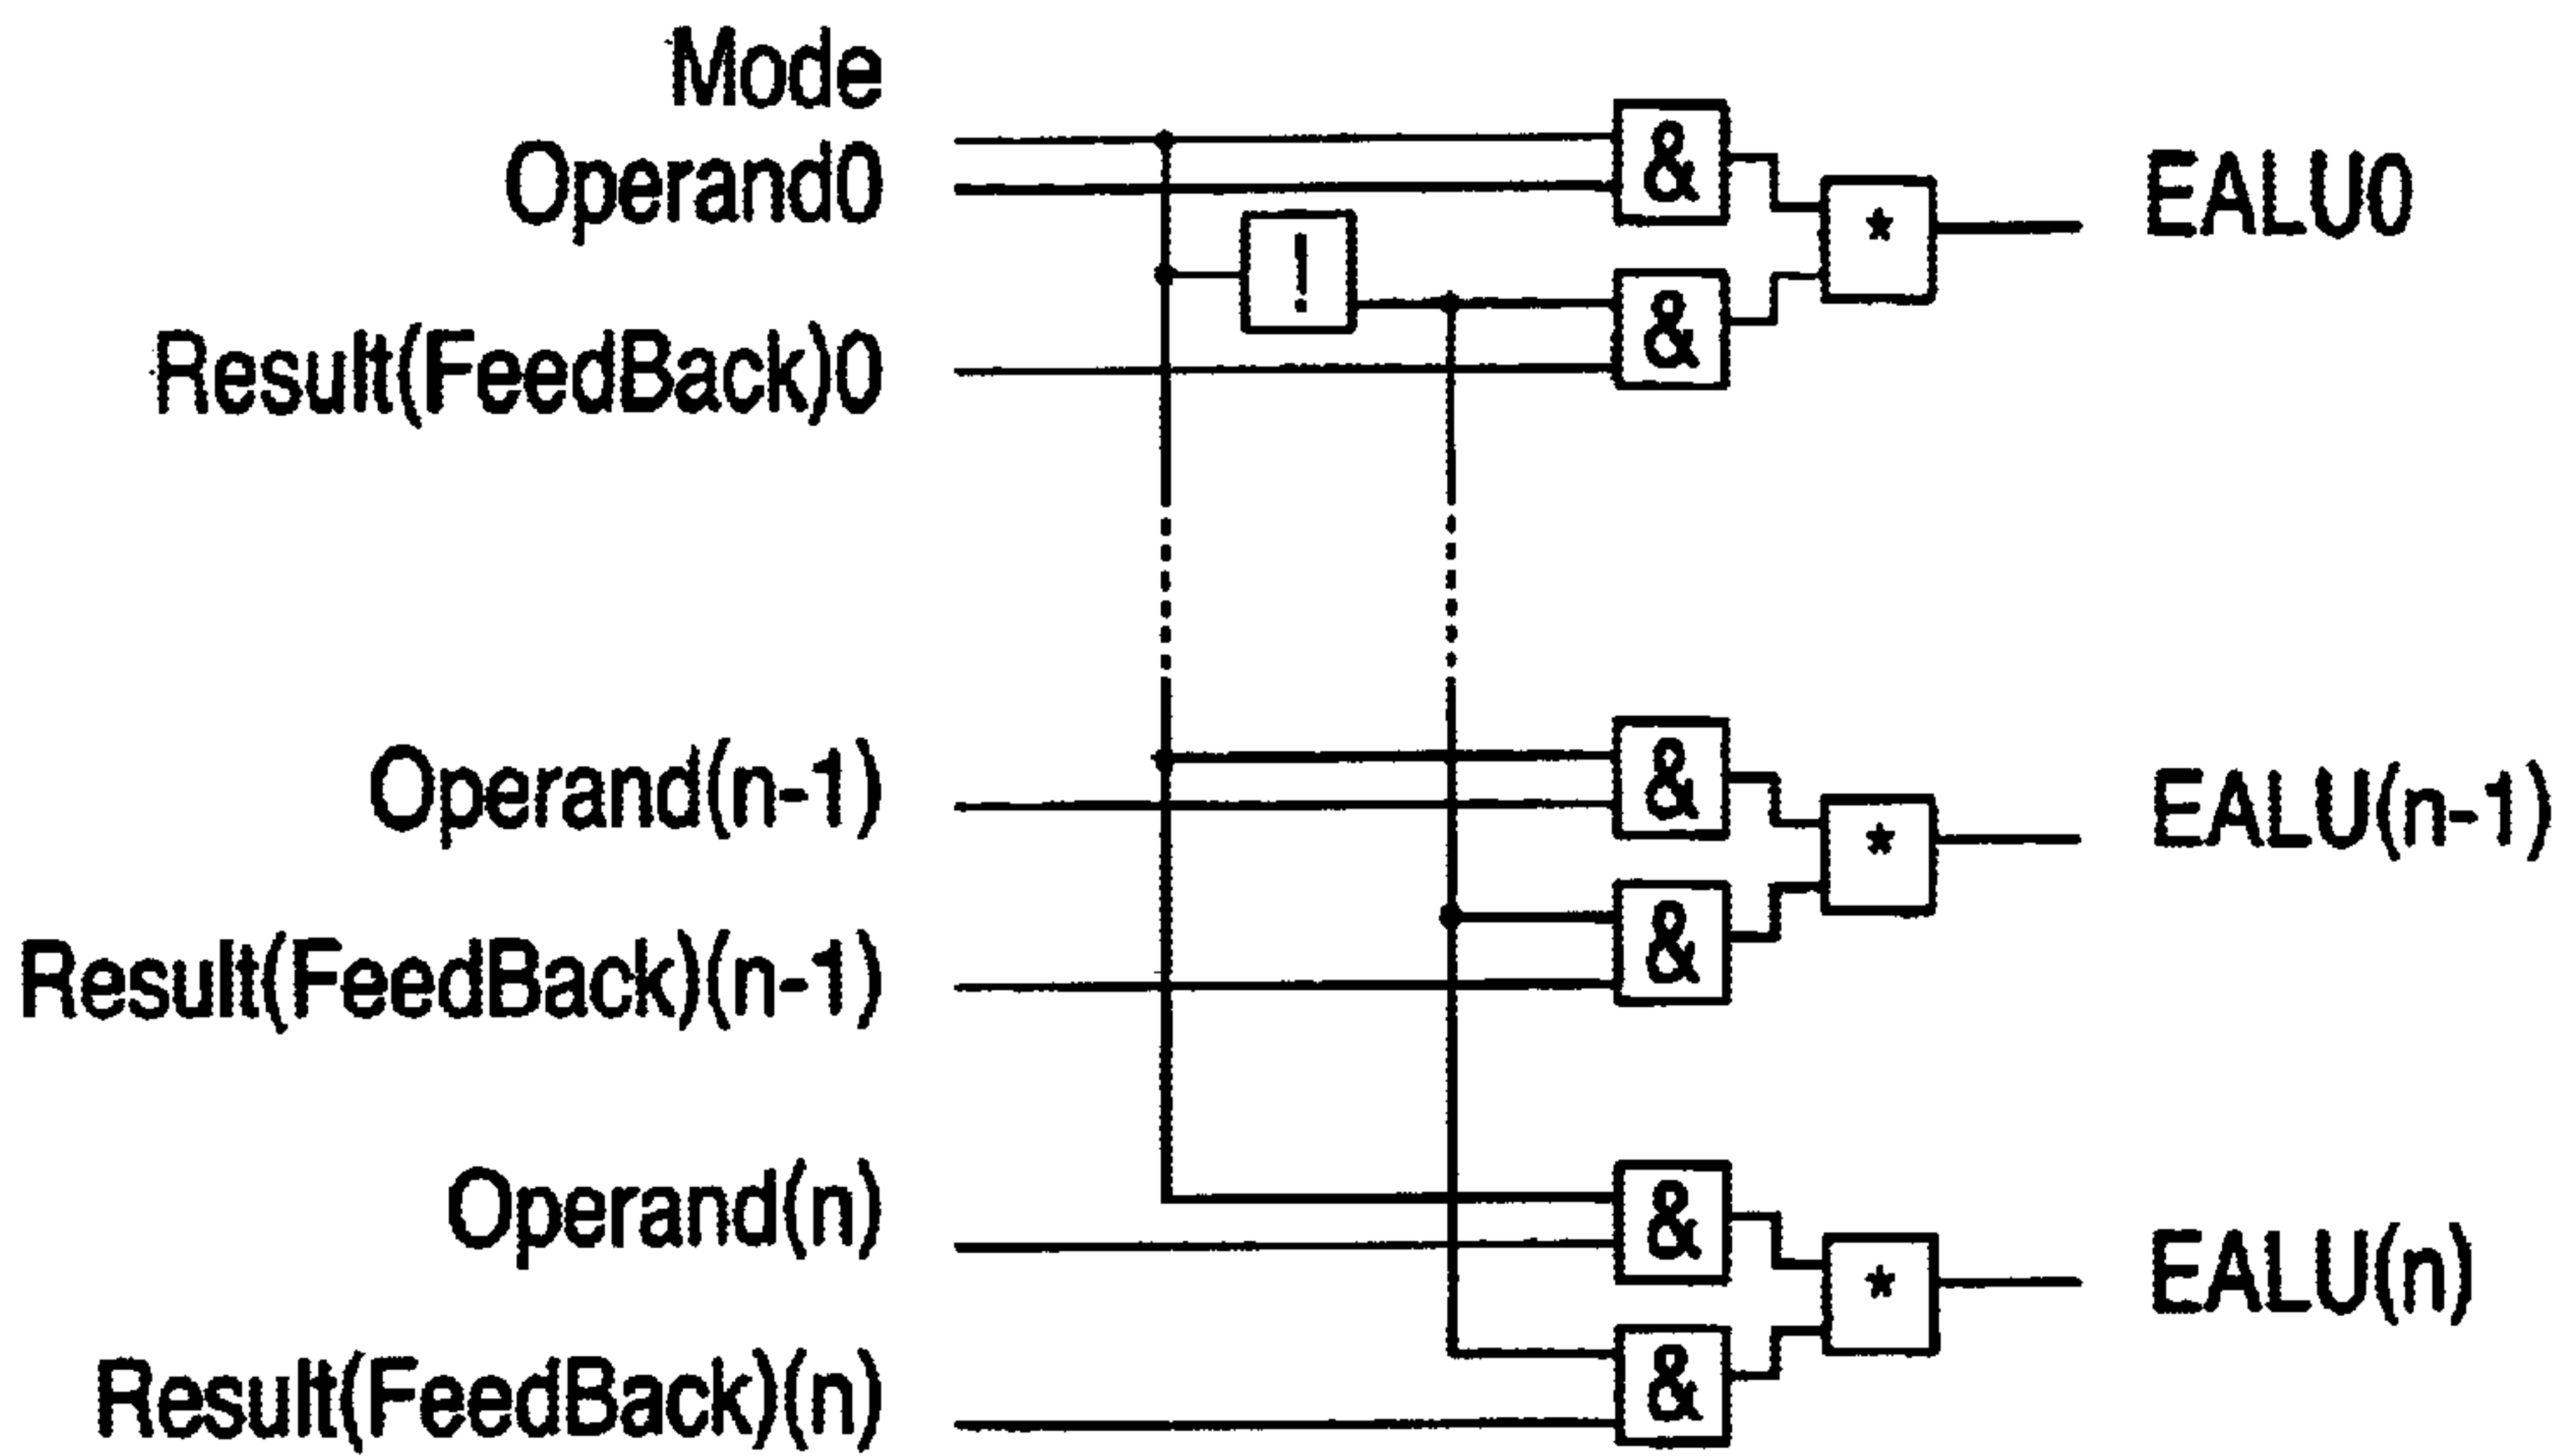 Mode
Operand0
Result(FeedBack)0
!
&
&
*
EALU0
Operand(n-1)
Result(FeedBack)(n-1)
&
&
*
EALU(n-1)
Operand(n)
Result(FeedBack)(n)
&
&
*
EALU(n)